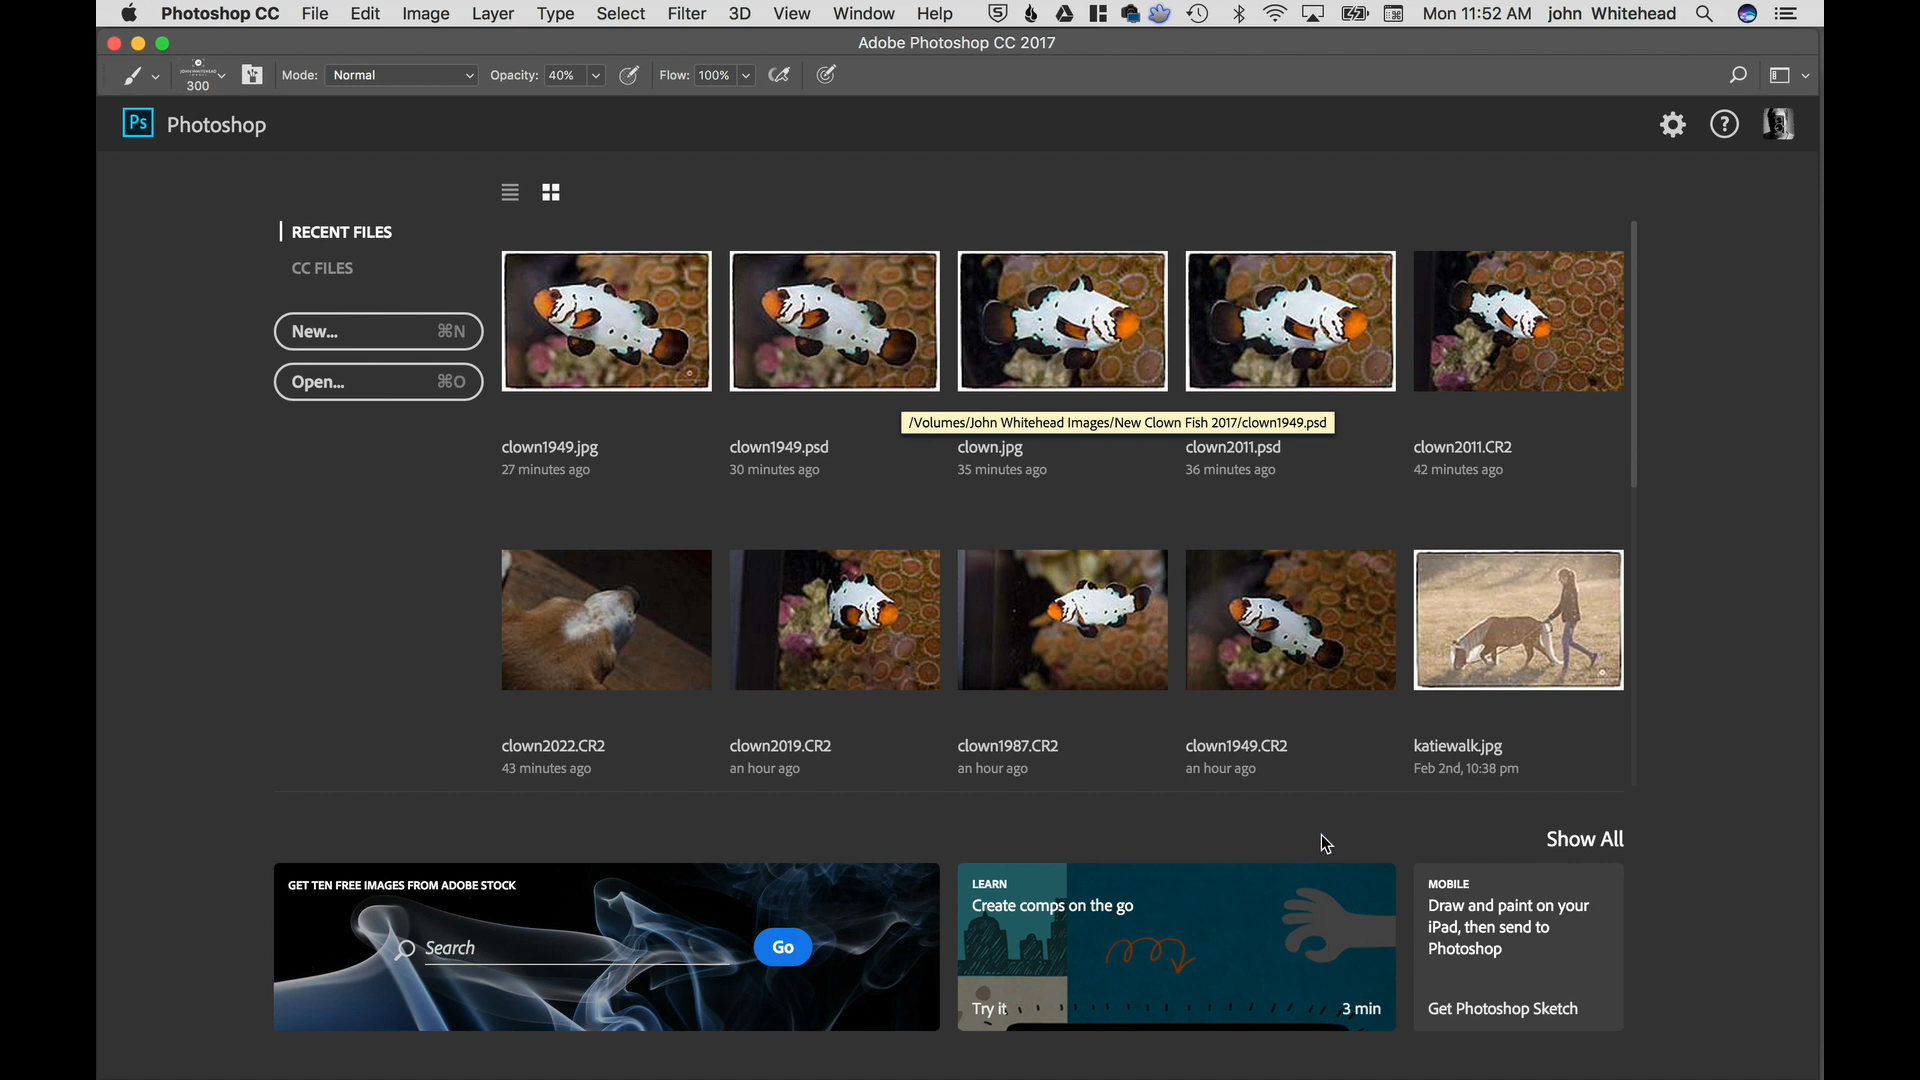 Photoshop CC File Edit Image Layer Type Select Filter 3D View Window Help Mon 11:52 AM john Whitehead
Adobe Photoshop CC 2017
300 Mode: Normal Opacity: 40% Flow: 100%
Ps Photoshop
RECENT FILES
CC FILES
New... ⌘N
Open... ⌘O
/Volumes/John Whitehead Images/New Clown Fish 2017/clown1949.psd
clown1949.jpg clown1949.psd clown.jpg clown2011.psd clown2011.CR2
27 minutes ago 30 minutes ago 35 minutes ago 36 minutes ago 42 minutes ago
clown2022.CR2 clown2019.CR2 clown1987.CR2 clown1949.CR2 katiewalk.jpg
43 minutes ago an hour ago an hour ago an hour ago Feb 2nd, 10:38 pm
Show All
GET TEN FREE IMAGES FROM ADOBE STOCK
Search Go
LEARN
Create comps on the go
Try it 3 min
MOBILE
Draw and paint on your
iPad, then send to
Photoshop
Get Photoshop Sketch